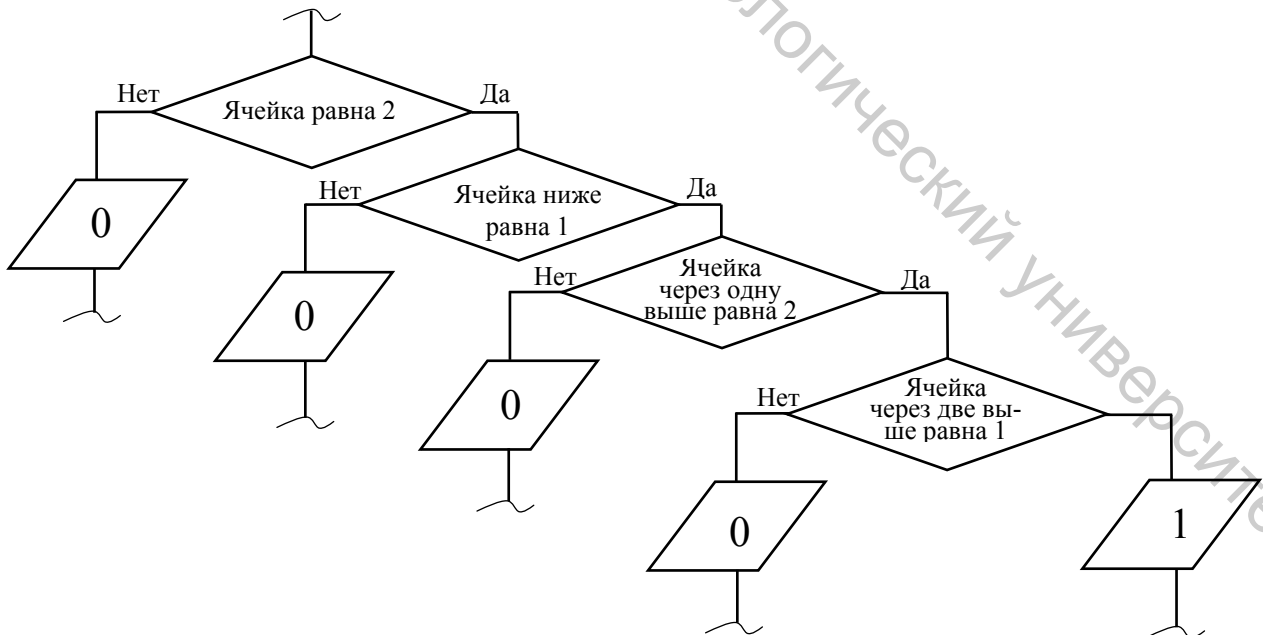 Нет
Да
Ячейка равна 2
0
Нет
Да
Ячейка ниже
равна 1
0
Нет
Да
Ячейка
через одну
выше равна 2
0
Нет
Ячейка
через две вы-
ше равна 1
0
1
университе